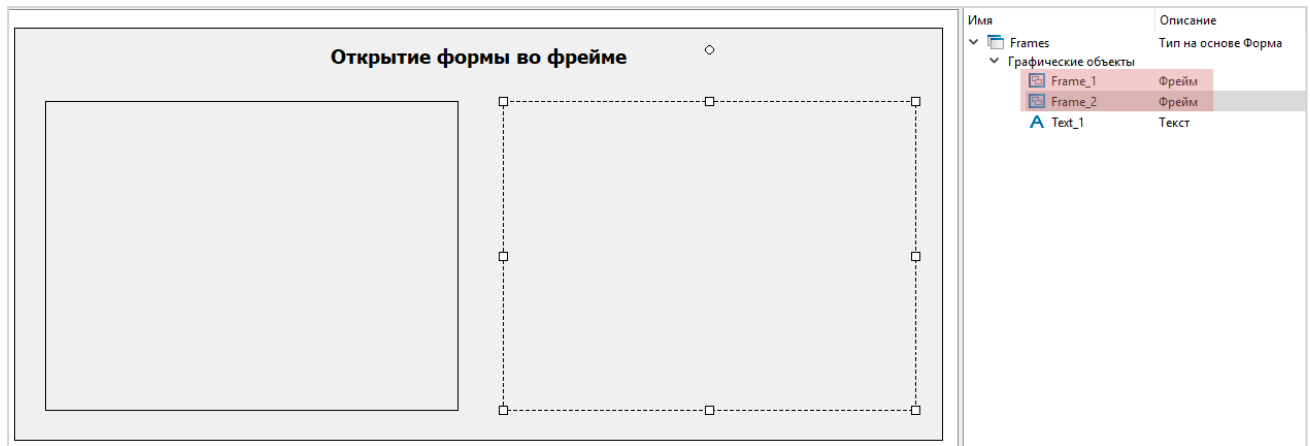 Открытие формы во фрейме
Имя Описание
Frames Тип на основе Форма
Графические объекты
Frame_1 Фрейм
Frame_2 Фрейм
A Text_1 Текст